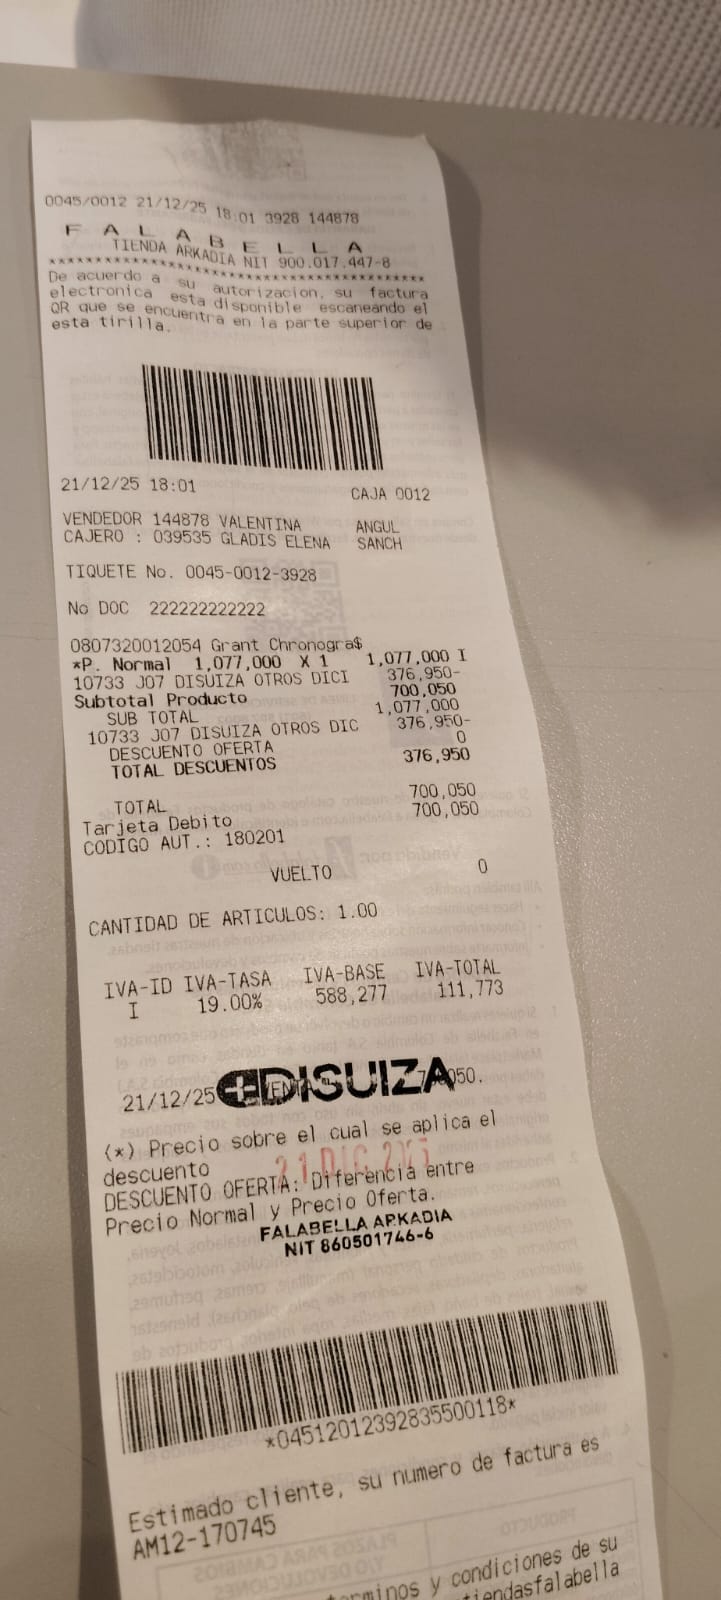 0045/0012 21/12/25 18:01 3928 144878
F A L A B E L L A
TIENDA ARKADIA NIT 900.017.447-8
****************************************
De acuerdo a su autorizacion, su factura
electronica esta disponible escaneando el
QR que se encuentra en la parte superior de
esta tirilla.
21/12/25 18:01 CAJA 0012
VENDEDOR 144878 VALENTINA ANGUL
CAJERO : 039535 GLADIS ELENA SANCH
TIQUETE No. 0045-0012-3928
No DOC 222222222222
0807320012054 Grant Chronogra$
*P. Normal 1,077,000 X 1 1,077,000 I
10733 J07 DISUIZA OTROS DICI 376,950-
Subtotal Producto 700,050
SUB TOTAL 1,077,000
10733 J07 DISUIZA OTROS DIC 376,950-
DESCUENTO OFERTA 0
TOTAL DESCUENTOS 376,950
TOTAL 700,050
Tarjeta Debito 700,050
CODIGO AUT.: 180201
VUELTO 0
CANTIDAD DE ARTICULOS: 1.00
IVA-ID IVA-TASA IVA-BASE IVA-TOTAL
I 19.00% 588,277 111,773
21/12/25 DISUIZA
(*) Precio sobre el cual se aplica el
descuento
21 DIC 2025
DESCUENTO OFERTA: Diferencia entre
Precio Normal y Precio Oferta.
FALABELLA ARKADIA
NIT 860501746-6
*04512012392835500118*
Estimado cliente, su numero de factura es
AM12-170745
y condiciones de su